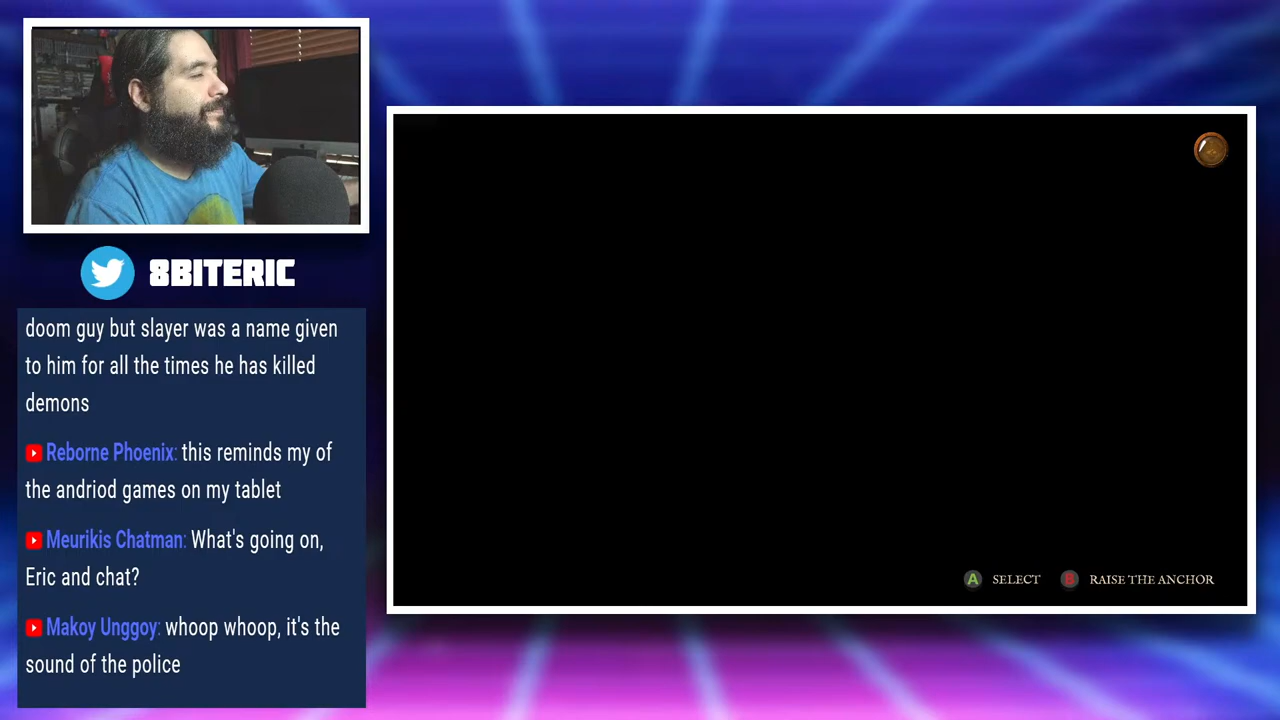 8BITERIC
doom guy but slayer was a name given
to him for all the times he has killed
demons
Reborne Phoenix: this reminds my of
the andriod games on my tablet
Meurikis Chatman: What's going on,
Eric and chat?
Makoy Unggoy: whoop whoop, it's the
sound of the police
A SELECT B RAISE THE ANCHOR